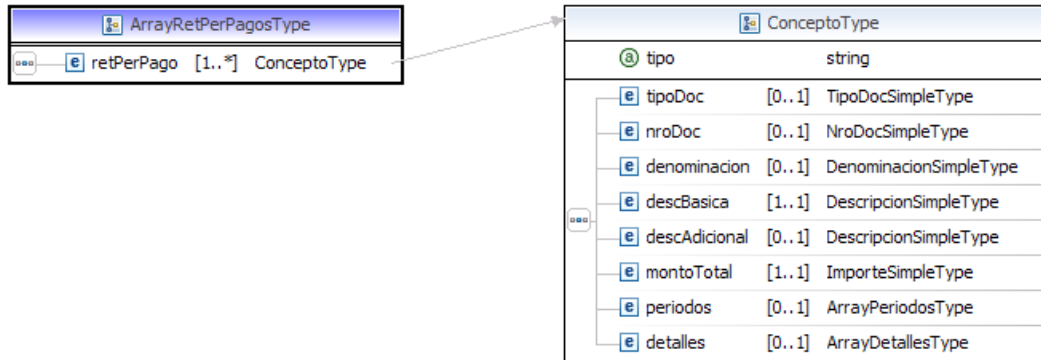 ArrayRetPerPagosType
e retPerPago [1..*] ConceptoType
ConceptoType
a tipo string
e tipoDoc [0..1] TipoDocSimpleType
e nroDoc [0..1] NroDocSimpleType
e denominacion [0..1] DenominacionSimpleType
e descBasica [1..1] DescripcionSimpleType
e descAdicional [0..1] DescripcionSimpleType
e montoTotal [1..1] ImporteSimpleType
e periodos [0..1] ArrayPeriodosType
e detalles [0..1] ArrayDetallesType